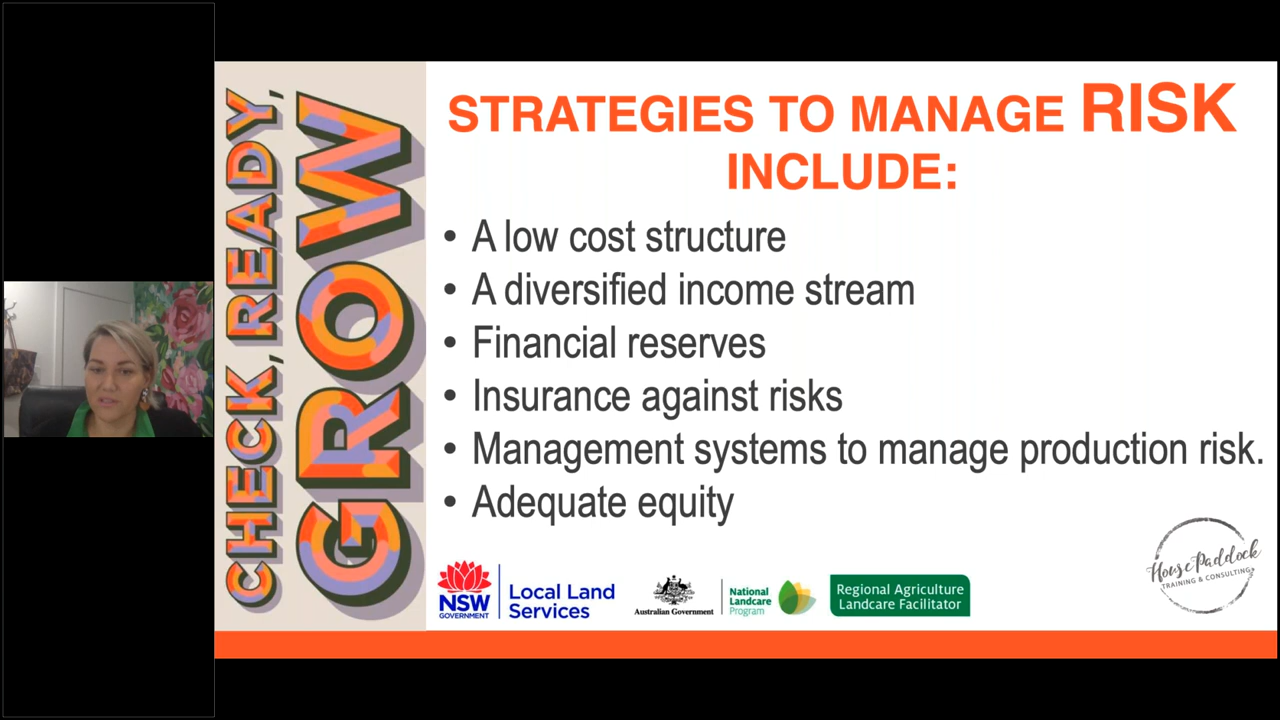 CHECK, READY,
GROW
STRATEGIES TO MANAGE RISK
INCLUDE:
• A low cost structure
• A diversified income stream
• Financial reserves
• Insurance against risks
• Management systems to manage production risk.
• Adequate equity
NSW
GOVERNMENT
Local Land
Services
Australian Government
National
Landcare
Program
Regional Agriculture
Landcare Facilitator
House Paddock
TRAINING & CONSULTING